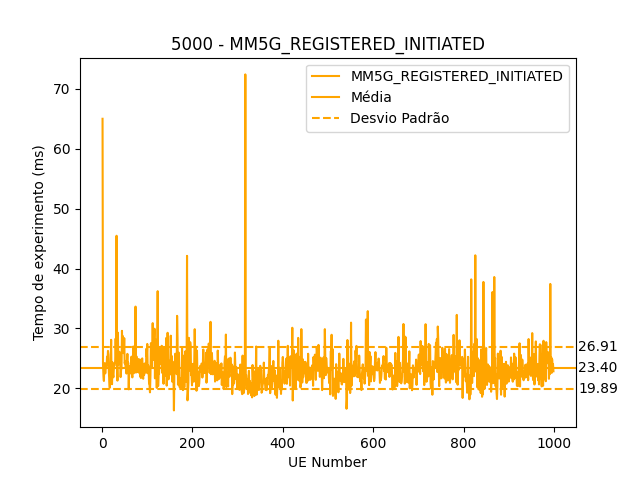 5000 - MM5G_REGISTERED_INITIATED
MM5G_REGISTERED_INITIATED
Média
Desvio Padrão
Tempo de experimento (ms)
70
60
50
40
30
20
26.91
23.40
19.89
0
200
400
600
800
1000
UE Number